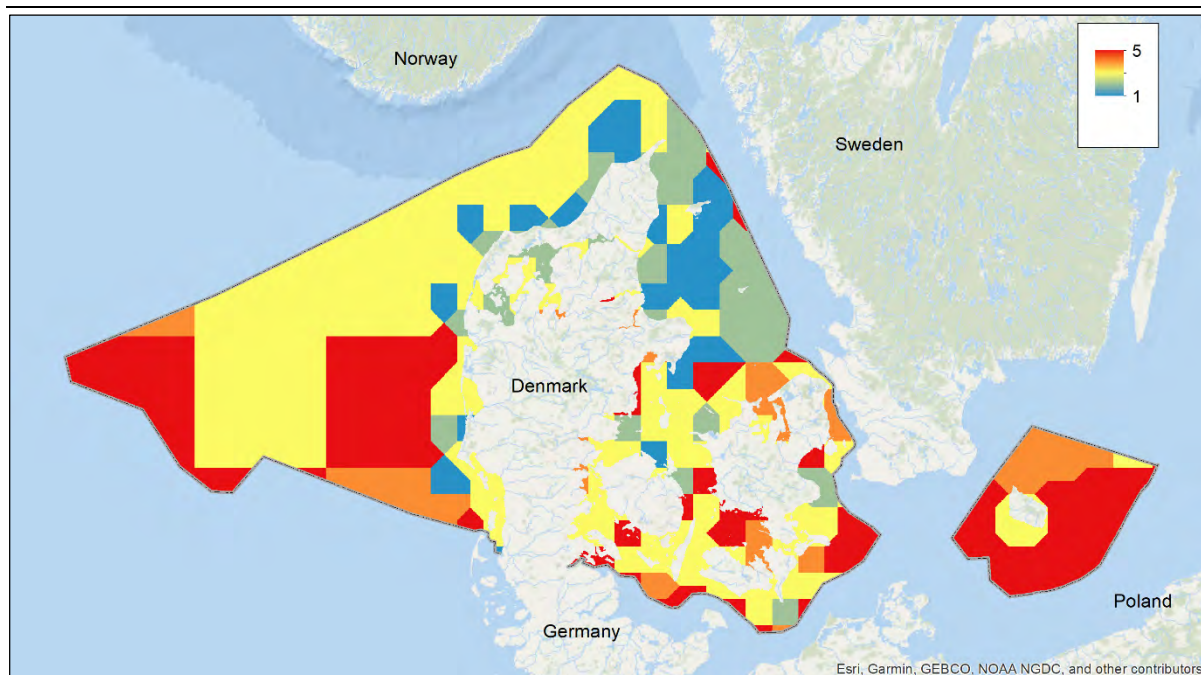 Norway
5
1
Sweden
Denmark
Poland
Germany
Esri, Garmin, GEBCO, NOAA NGDC, and other contributors